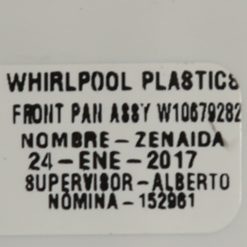 WHIRLPOOL PLASTICS
FRONT PAN ASSY W10679282
NOMBRE-ZENAIDA
24-ENE-2017
SUPERVISOR-ALBERTO
NOMINA-152961